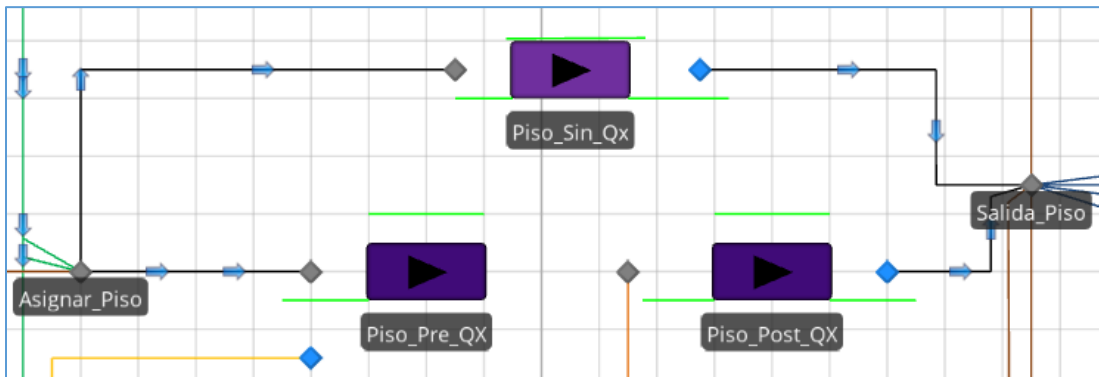 Piso_Sin_Qx
Salida_Piso
Asignar_Piso
Piso_Pre_QX
Piso_Post_QX